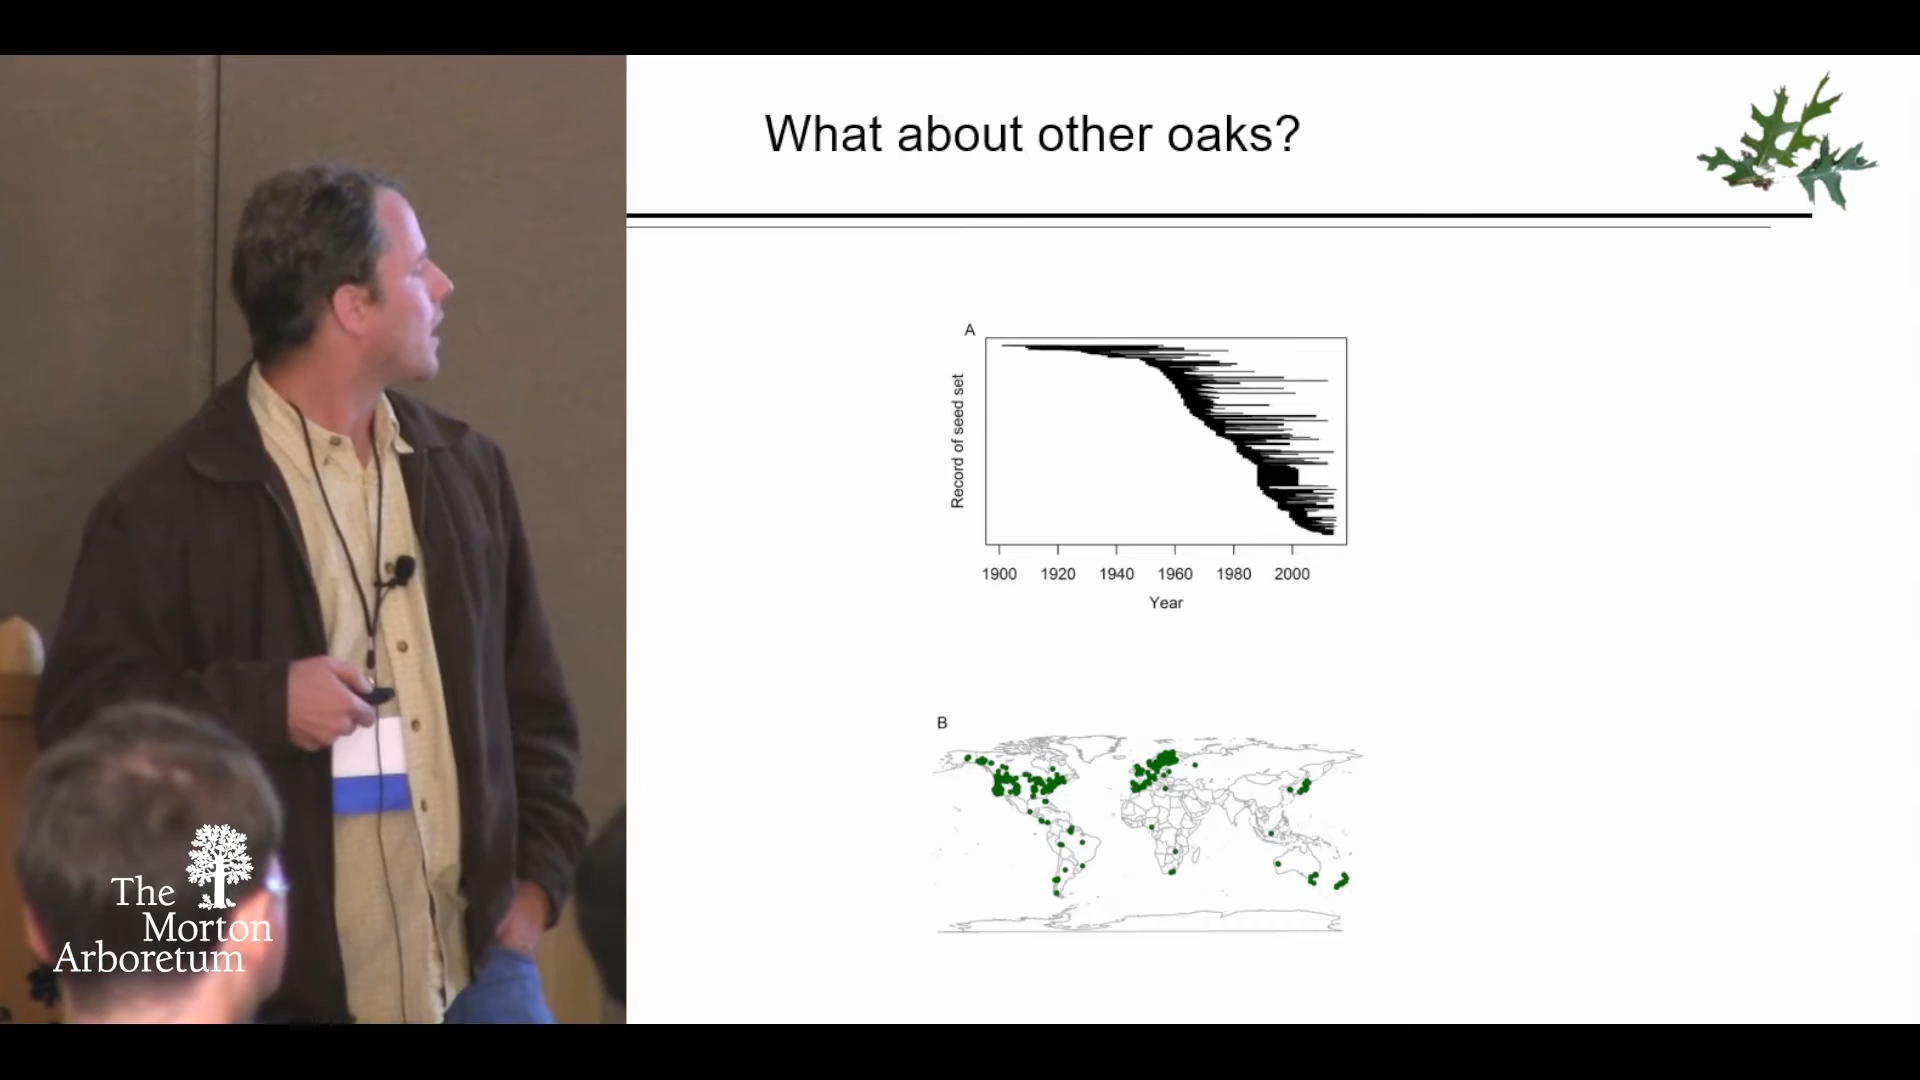 What about other oaks?
A
Record of seed set
1900 1920 1940 1960 1980 2000
Year
B
The
Morton
Arboretum